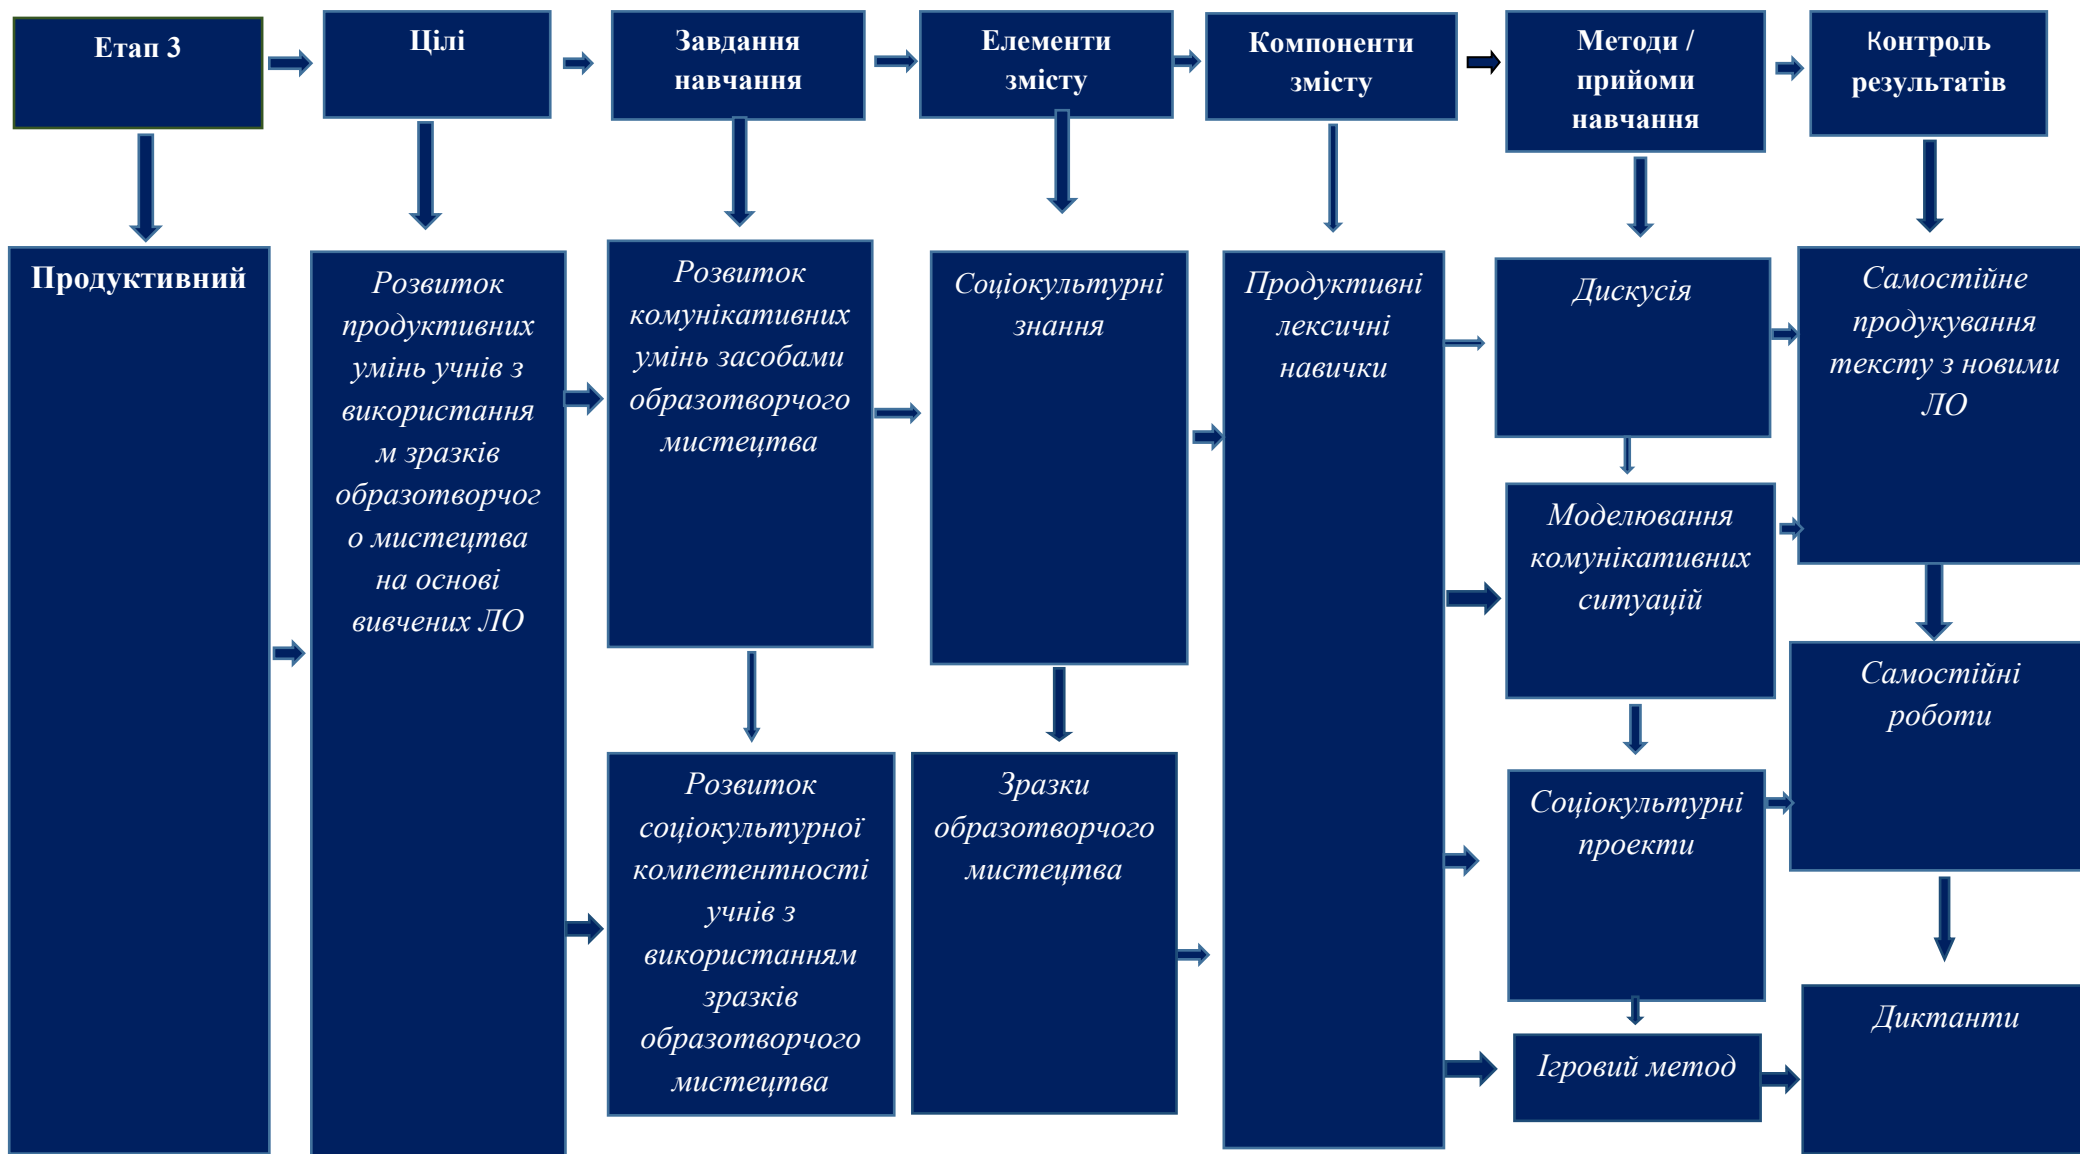 Етап 3
Цілі
Завдання
навчання
Елементи
змісту
Компоненти
змісту
Методи /
прийоми
навчання
Контроль
результатів
Продуктивний
Розвиток
продуктивних
умінь учнів з
використання
м зразків
образотворчог
о мистецтва
на основі
вивчених ЛО
Розвиток
комунікативних
умінь засобами
образотворчого
мистецтва
Розвиток
соціокультурної
компетентності
учнів з
використанням
зразків
образотворчого
мистецтва
Соціокультурні
знання
Зразки
образотворчого
мистецтва
Продуктивні
лексичні
навички
Дискусія
Моделювання
комунікативних
ситуацій
Соціокультурні
проекти
Ігровий метод
Самостійне
продукування
тексту з новими
ЛО
Самостійні
роботи
Диктанти